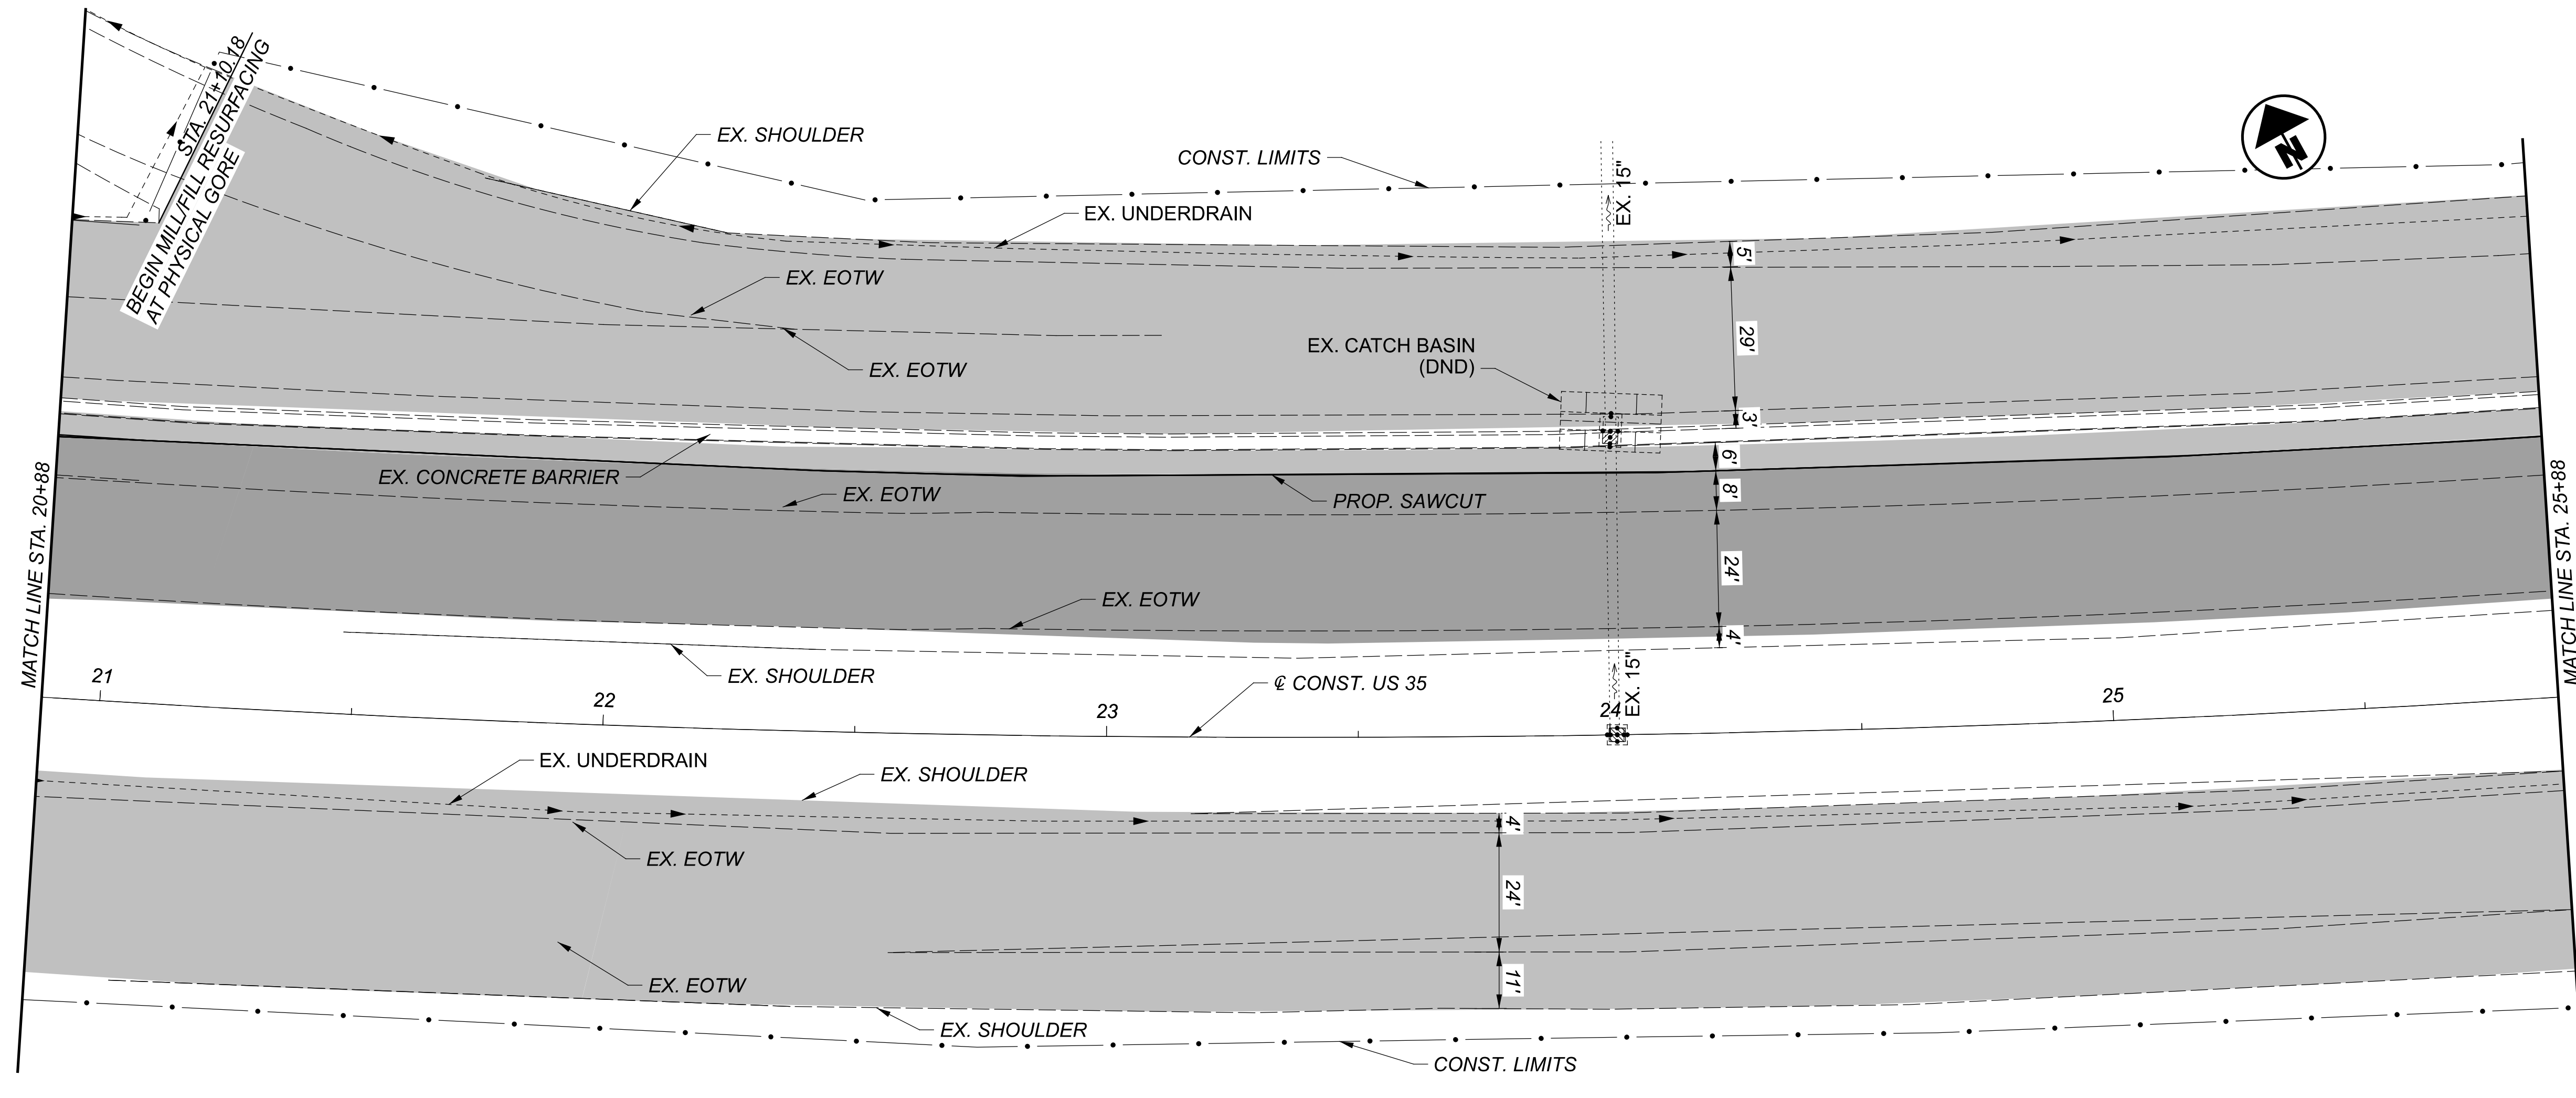 STA. 21+10.18
BEGIN MILL/FILL RESURFACING
AT PHYSICAL GORE
EX. SHOULDER
CONST. LIMITS
EX. 15"
N
EX. UNDERDRAIN
5'
EX. EOTW
29'
EX. CATCH BASIN
(DND)
EX. EOTW
3'
6'
EX. CONCRETE BARRIER
EX. EOTW
PROP. SAWCUT
8'
MATCH LINE STA. 20+88
MATCH LINE STA. 25+88
24'
EX. EOTW
4'
EX. SHOULDER
EX. 15"
℄ CONST. US 35
21
22
23
24
25
EX. UNDERDRAIN
EX. SHOULDER
4'
EX. EOTW
24'
EX. EOTW
11'
EX. SHOULDER
CONST. LIMITS